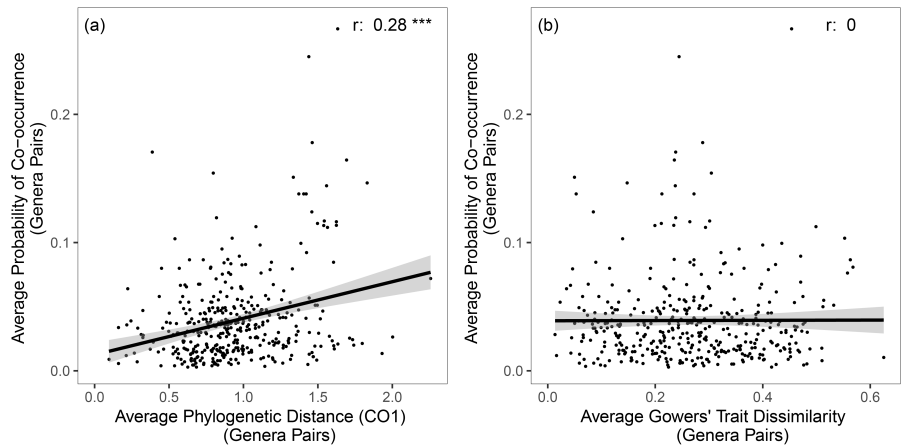 (a)
r: 0.28 ***
Average Probability of Co−occurrence
(Genera Pairs)
0.2
0.1
0.0
0.0 0.5 1.0 1.5 2.0
Average Phylogenetic Distance (CO1)
(Genera Pairs)
(b)
r: 0
Average Probability of Co−occurrence
(Genera Pairs)
0.2
0.1
0.0
0.0 0.2 0.4 0.6
Average Gowers' Trait Dissimilarity
(Genera Pairs)